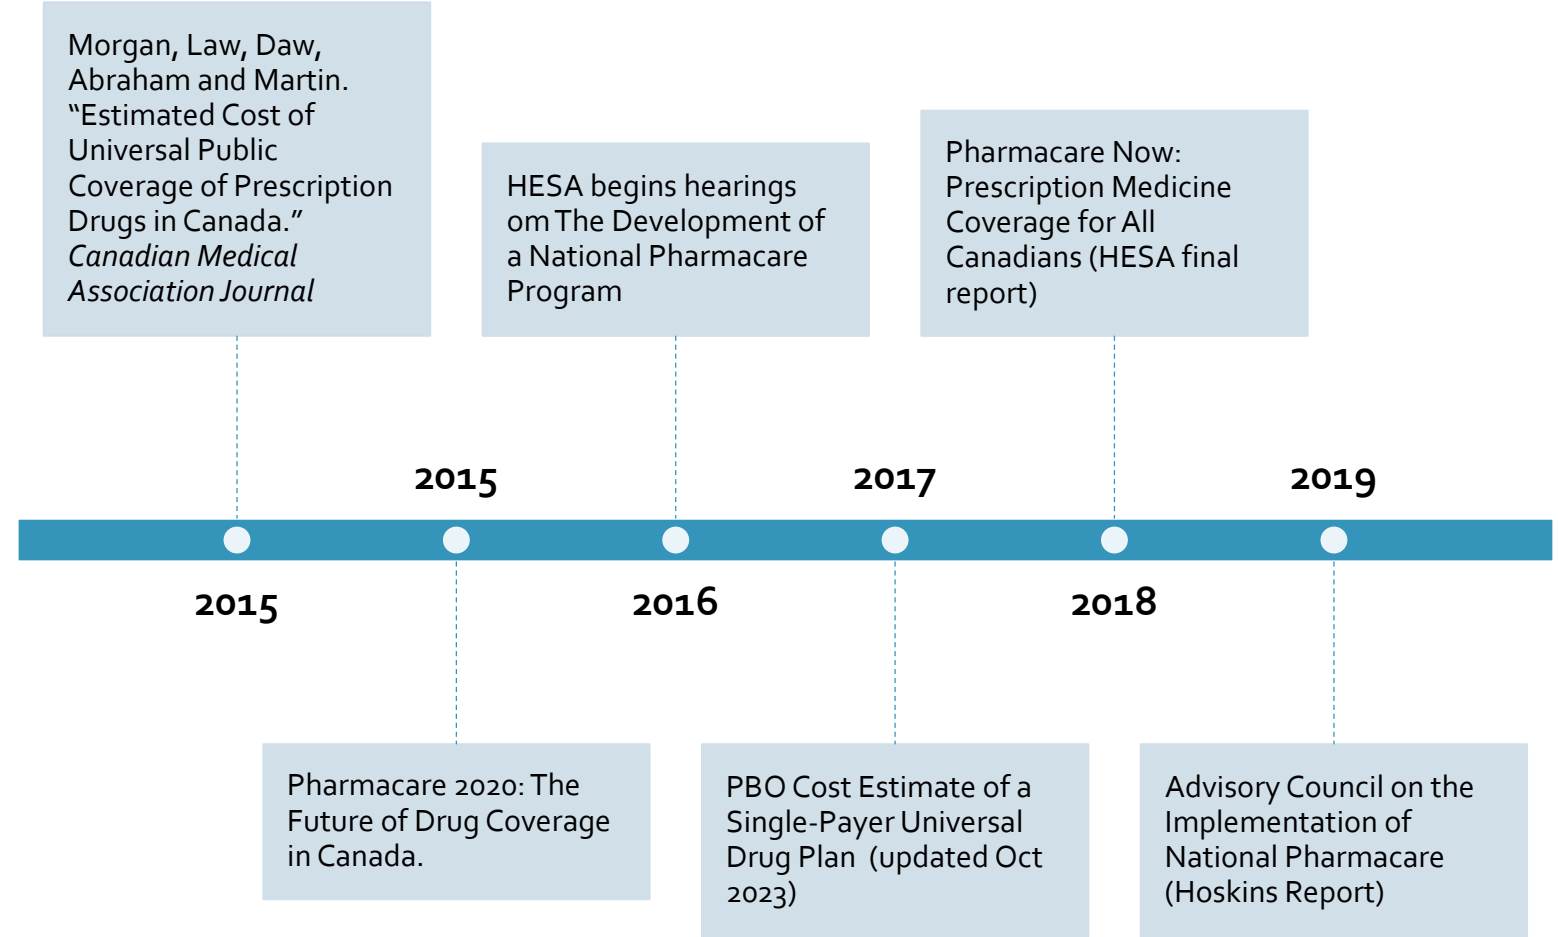 Morgan, Law, Daw,
Abraham and Martin.
“Estimated Cost of
Universal Public
Coverage of Prescription
Drugs in Canada.”
Canadian Medical
Association Journal
HESA begins hearings
om The Development of
a National Pharmacare
Program
Pharmacare Now:
Prescription Medicine
Coverage for All
Canadians (HESA final
report)
2015
2017
2019
2015
2016
2018
Pharmacare 2020: The
Future of Drug Coverage
in Canada.
PBO Cost Estimate of a
Single-Payer Universal
Drug Plan (updated Oct
2023)
Advisory Council on the
Implementation of
National Pharmacare
(Hoskins Report)